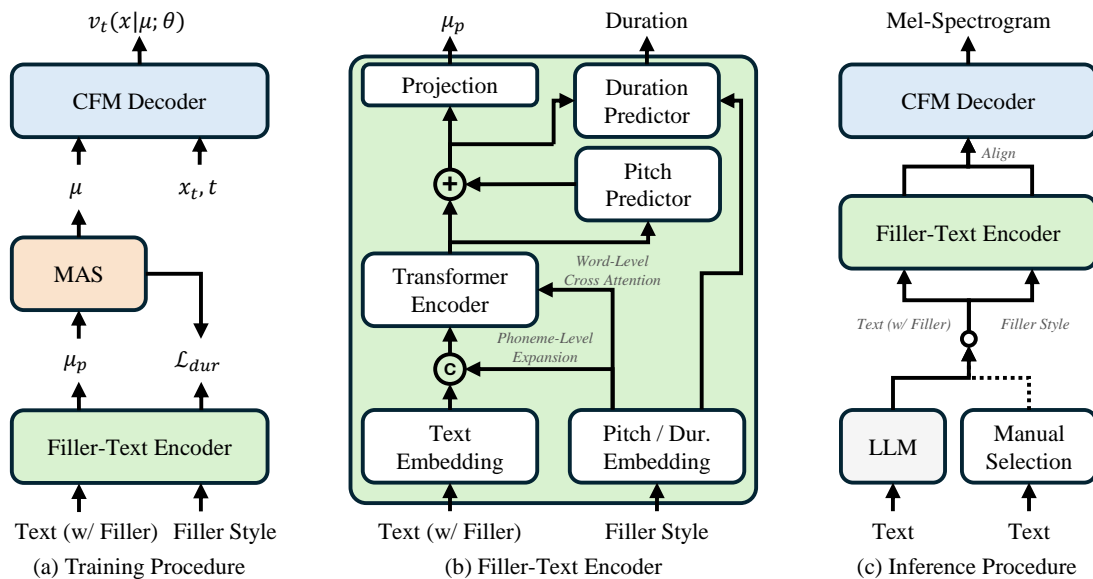 v_t(x|μ; θ)
CFM Decoder
μ
x_t, t
MAS
μ_p
ℒ_dur
Filler-Text Encoder
Text (w/ Filler)
Filler Style
(a) Training Procedure
μ_p
Duration
Projection
Duration
Predictor
+
Pitch
Predictor
Word-Level
Cross Attention
Transformer
Encoder
Phoneme-Level
Expansion
C
Text
Embedding
Pitch / Dur.
Embedding
Text (w/ Filler)
Filler Style
(b) Filler-Text Encoder
Mel-Spectrogram
CFM Decoder
Align
Filler-Text Encoder
Text (w/ Filler)
Filler Style
LLM
Manual
Selection
Text
Text
(c) Inference Procedure